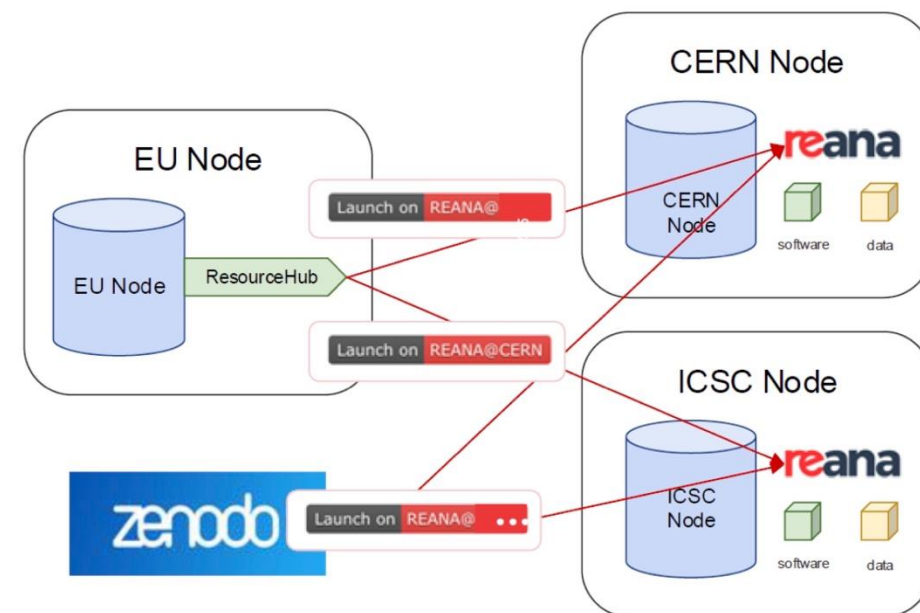 CERN Node
reana
CERN
Node
software
data
EU Node
EU Node
ResourceHub
Launch on REANA@
Launch on REANA@CERN
ICSC Node
reana
ICSC
Node
software
data
zenodo
Launch on REANA@ ...